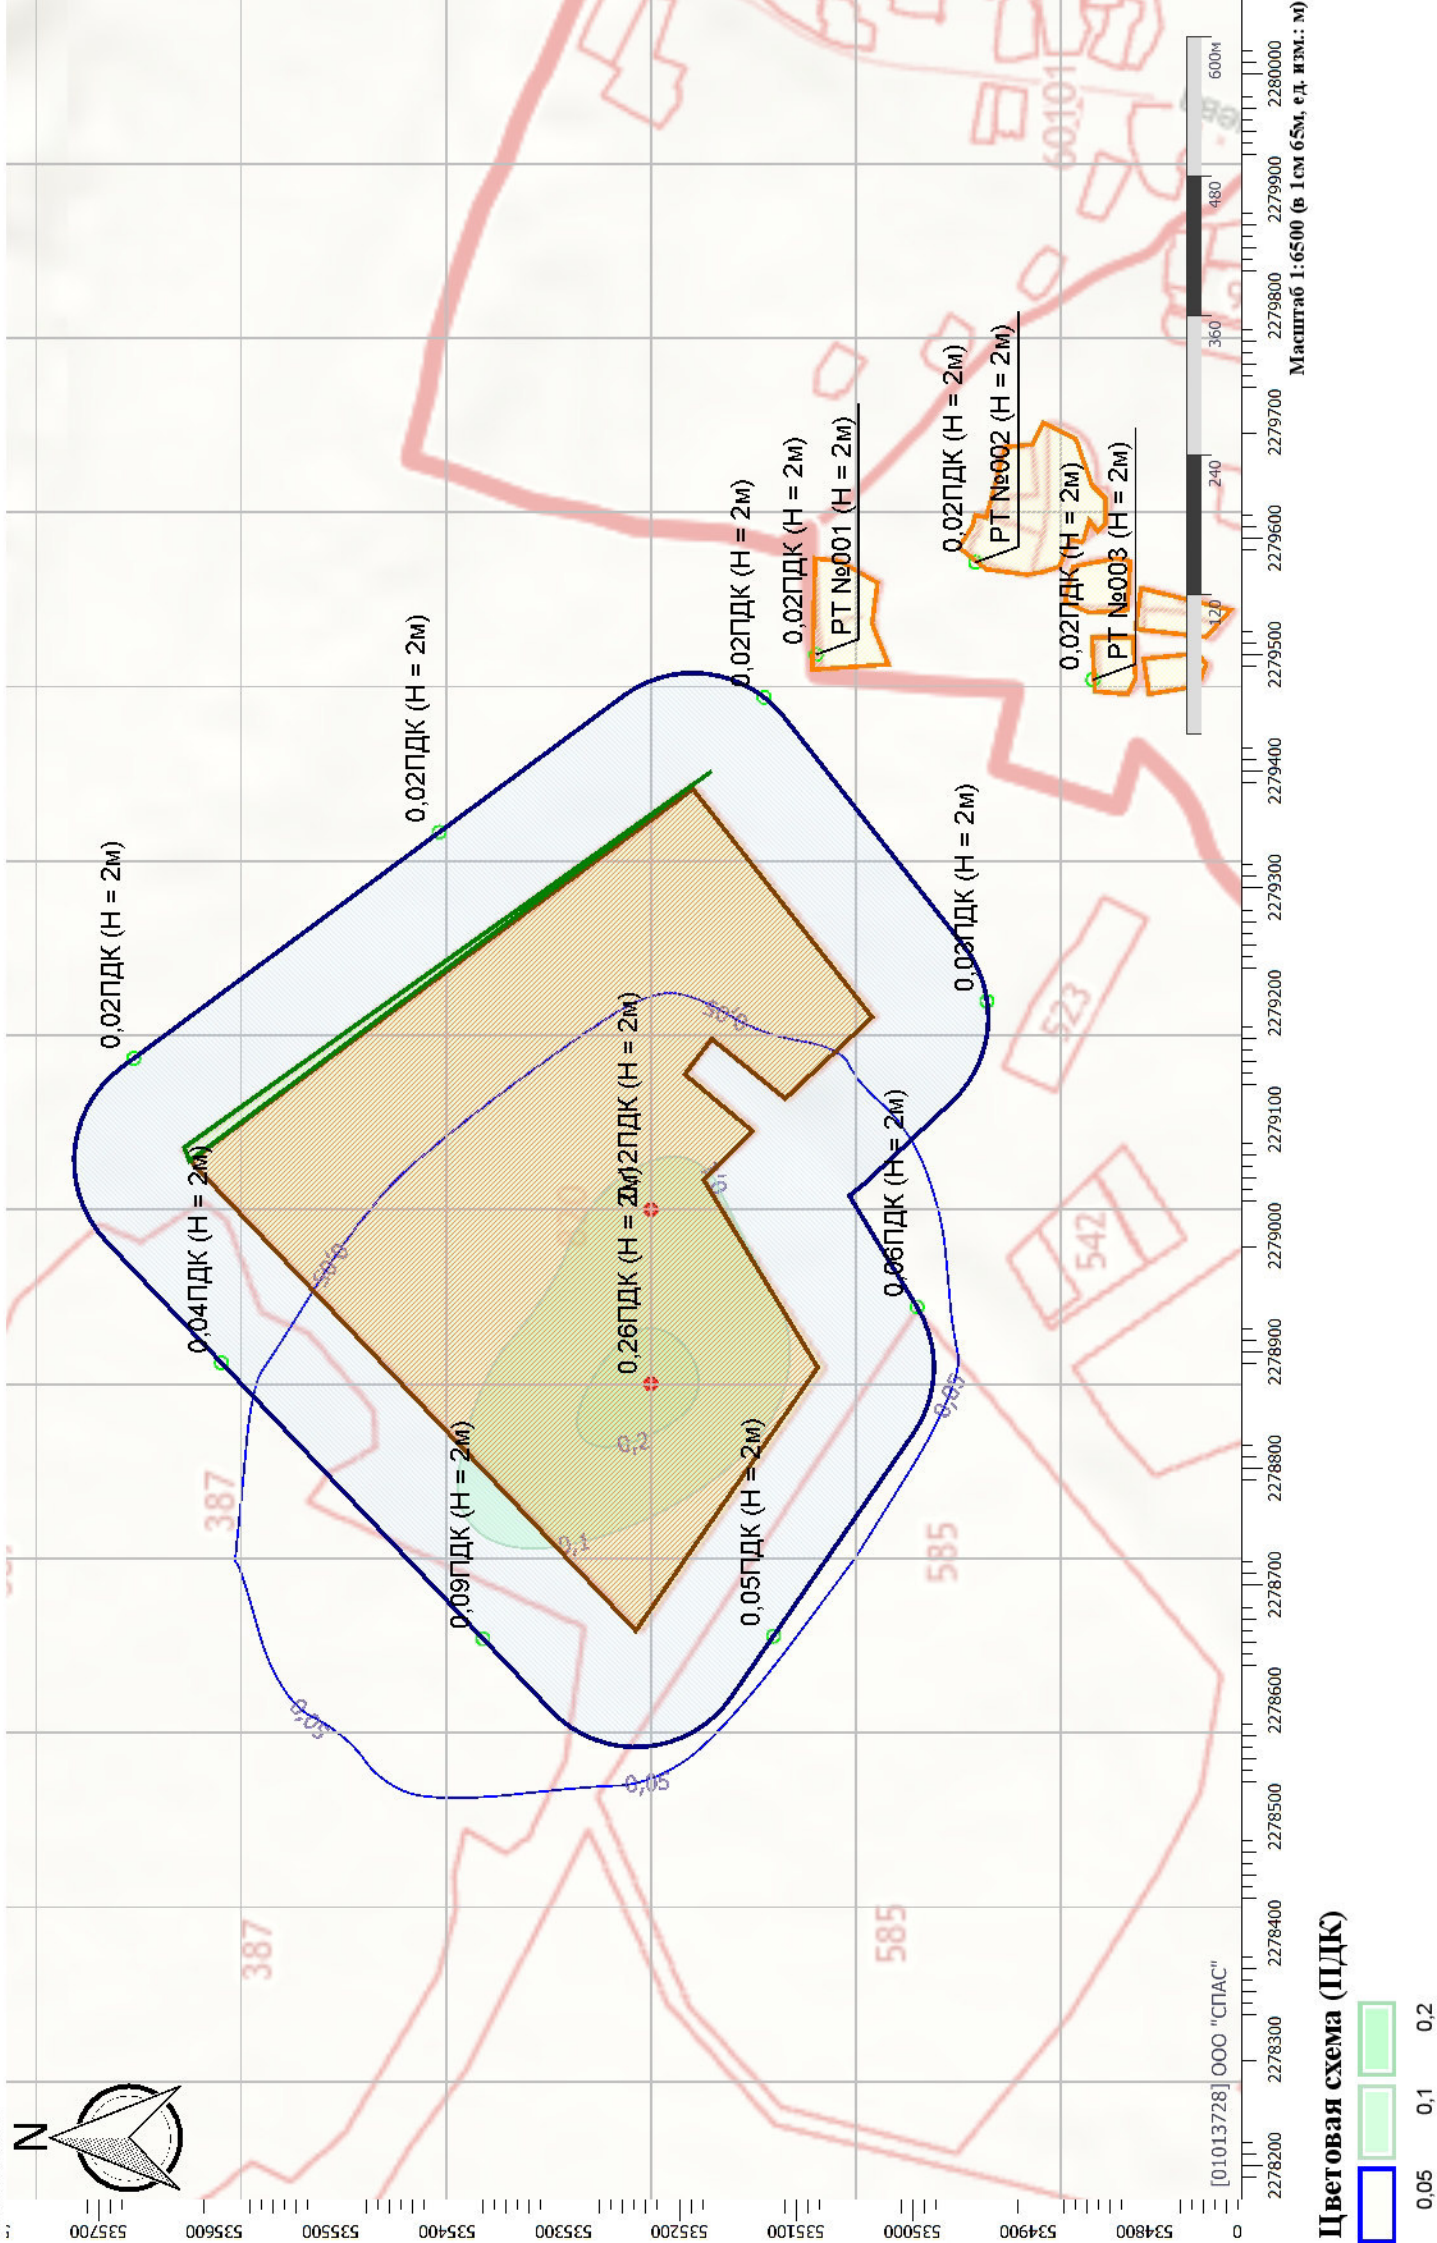 N
387
387
585
585
542
523
60101
0,02ПДК (Н = 2м)
0,02ПДК (Н = 2м)
0,02ПДК (Н = 2м)
0,02ПДК (Н = 2м)
РТ №001 (Н = 2м)
0,02ПДК (Н = 2м)
РТ №002 (Н = 2м)
0,02ПДК (Н = 2м)
РТ №003 (Н = 2м)
0,03ПДК (Н = 2м)
0,06ПДК (Н = 2м)
0,04ПДК (Н = 2м)
0,09ПДК (Н = 2м)
0,05ПДК (Н = 2м)
0,26ПДК (Н = 2м)
0,12ПДК (Н = 2м)
0,05
0,05
0,05
0,05
0,05
0,1
0,1
0,2
535700
535600
535500
535400
535300
535200
535100
535000
534900
534800
0
2278200
2278300
2278400
2278500
2278600
2278700
2278800
2278900
2279000
2279100
2279200
2279300
2279400
2279500
2279600
2279700
2279800
2279900
2280000
120
240
360
480
600м
[01013728] ООО "СПАС"
Масштаб 1:6500 (в 1см 65м, ед. изм.: м)
Цветовая схема (ПДК)
0,05
0,1
0,2